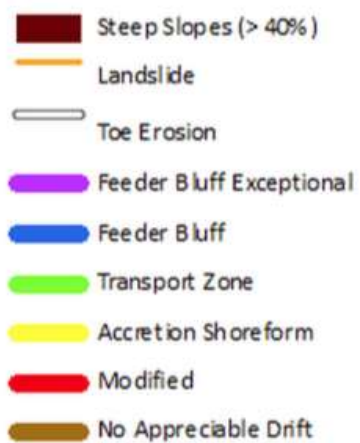 Steep Slopes (> 40%)
Landslide
Toe Erosion
Feeder Bluff Exceptional
Feeder Bluff
Transport Zone
Accretion Shoreform
Modified
No Appreciable Drift